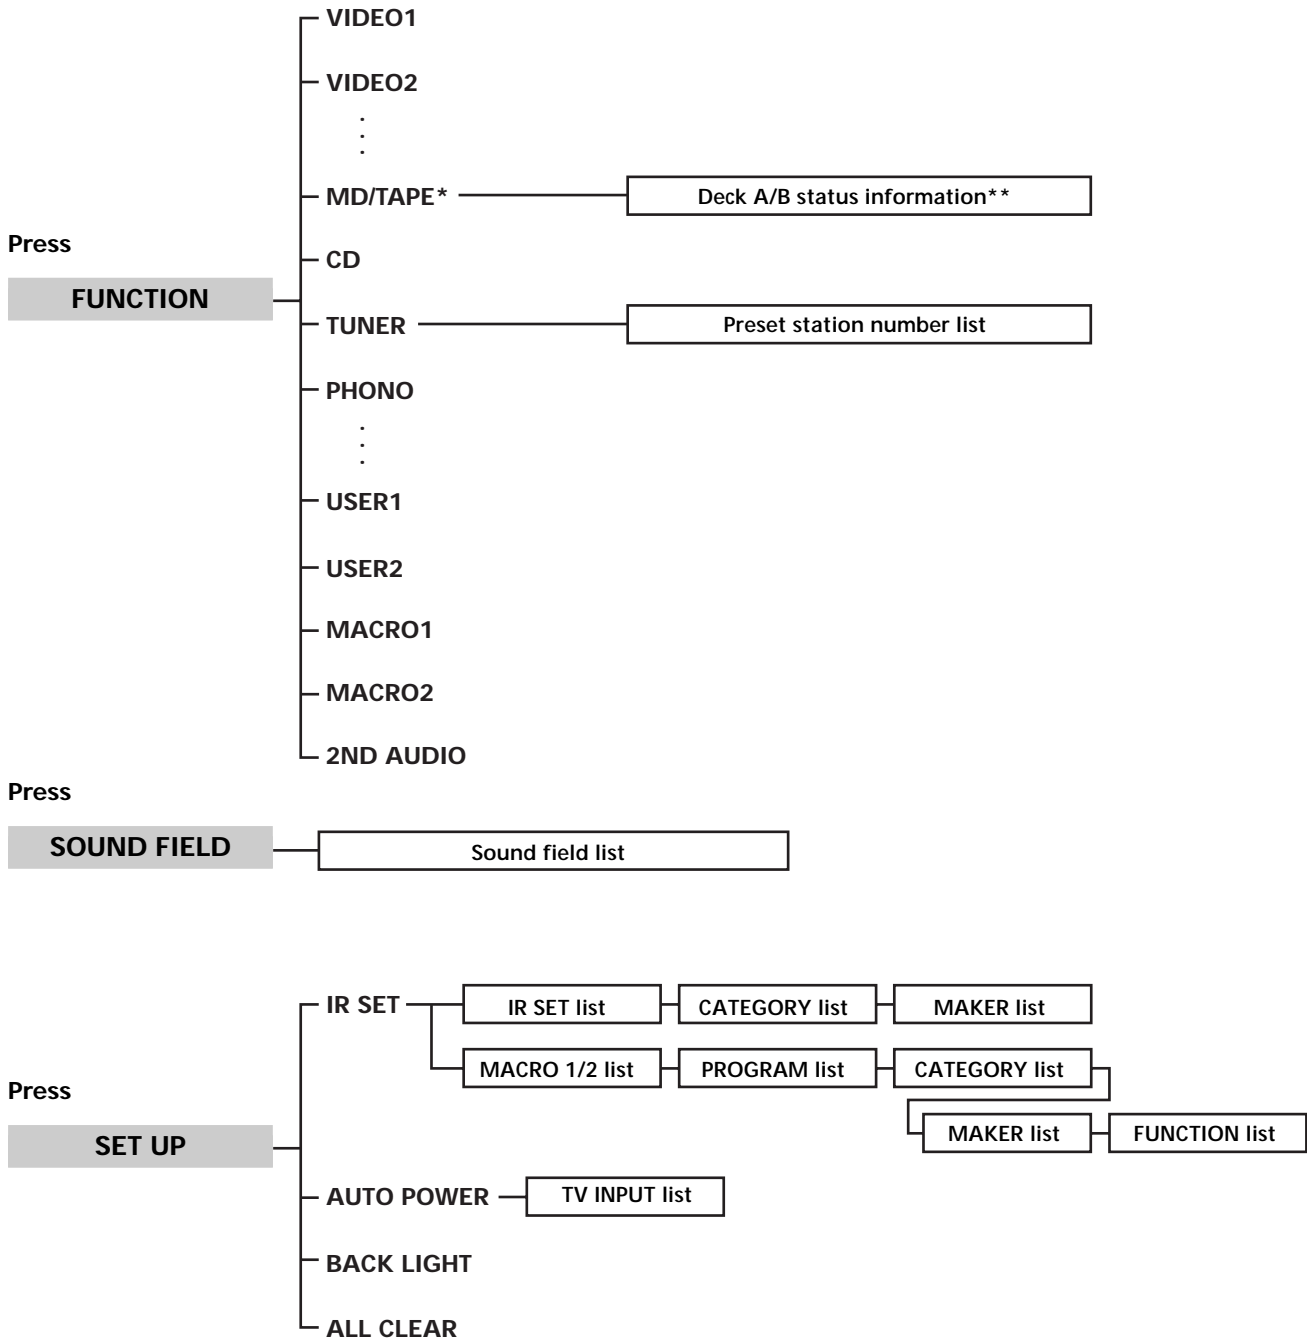 VIDEO1
VIDEO2
MD/TAPE*
Deck A/B status information**
Press
CD
FUNCTION
TUNER
Preset station number list
PHONO
USER1
USER2
MACRO1
MACRO2
2ND AUDIO
Press
SOUND FIELD
Sound field list
IR SET
IR SET list
CATEGORY list
MAKER list
MACRO 1/2 list
PROGRAM list
CATEGORY list
Press
MAKER list
FUNCTION list
SET UP
AUTO POWER
TV INPUT list
BACK LIGHT
ALL CLEAR